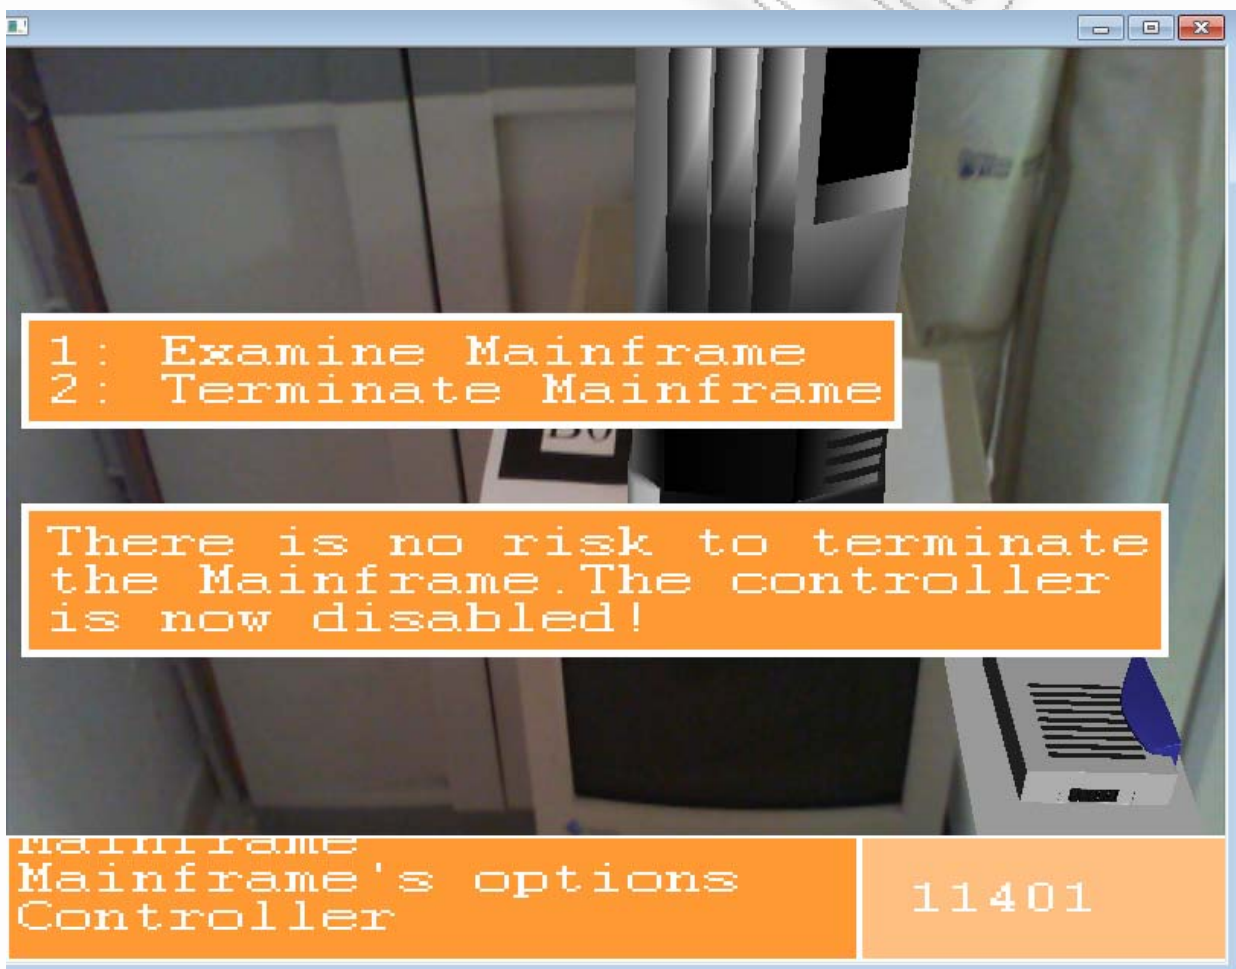 1: Examine Mainframe
2: Terminate Mainframe
There is no risk to terminate
the Mainframe.The controller
is now disabled!
Mainframe
Mainframe's options
Controller
11401